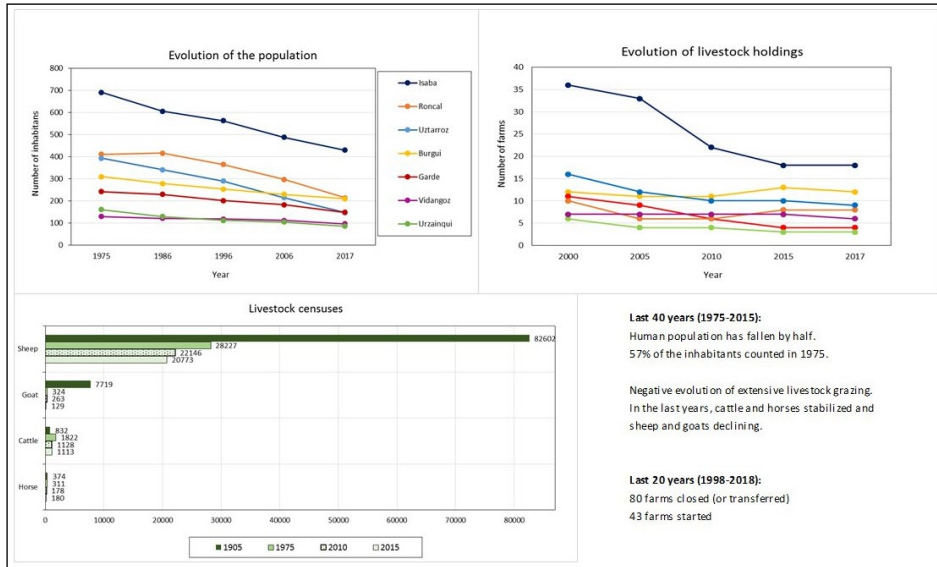 Evolution of the population
Number of inhabitans
800
700
600
500
400
300
200
100
0
1975 1986 1996 2006 2017
Year
Isaba
Roncal
Uztarroz
Burgui
Garde
Vidangoz
Urzainqui
Evolution of livestock holdings
Number of farms
40
35
30
25
20
15
10
5
0
2000 2005 2010 2015 2017
Year
Livestock censuses
Sheep
82602
28227
22146
20773
Goat
7719
324
263
129
Cattle
832
1822
1128
1113
Horse
374
311
178
180
0 10000 20000 30000 40000 50000 60000 70000 80000
1905 1975 2010 2015
Last 40 years (1975-2015):
Human population has fallen by half.
57% of the inhabitants counted in 1975.
Negative evolution of extensive livestock grazing.
In the last years, cattle and horses stabilized and
sheep and goats declining.
Last 20 years (1998-2018):
80 farms closed (or transferred)
43 farms started